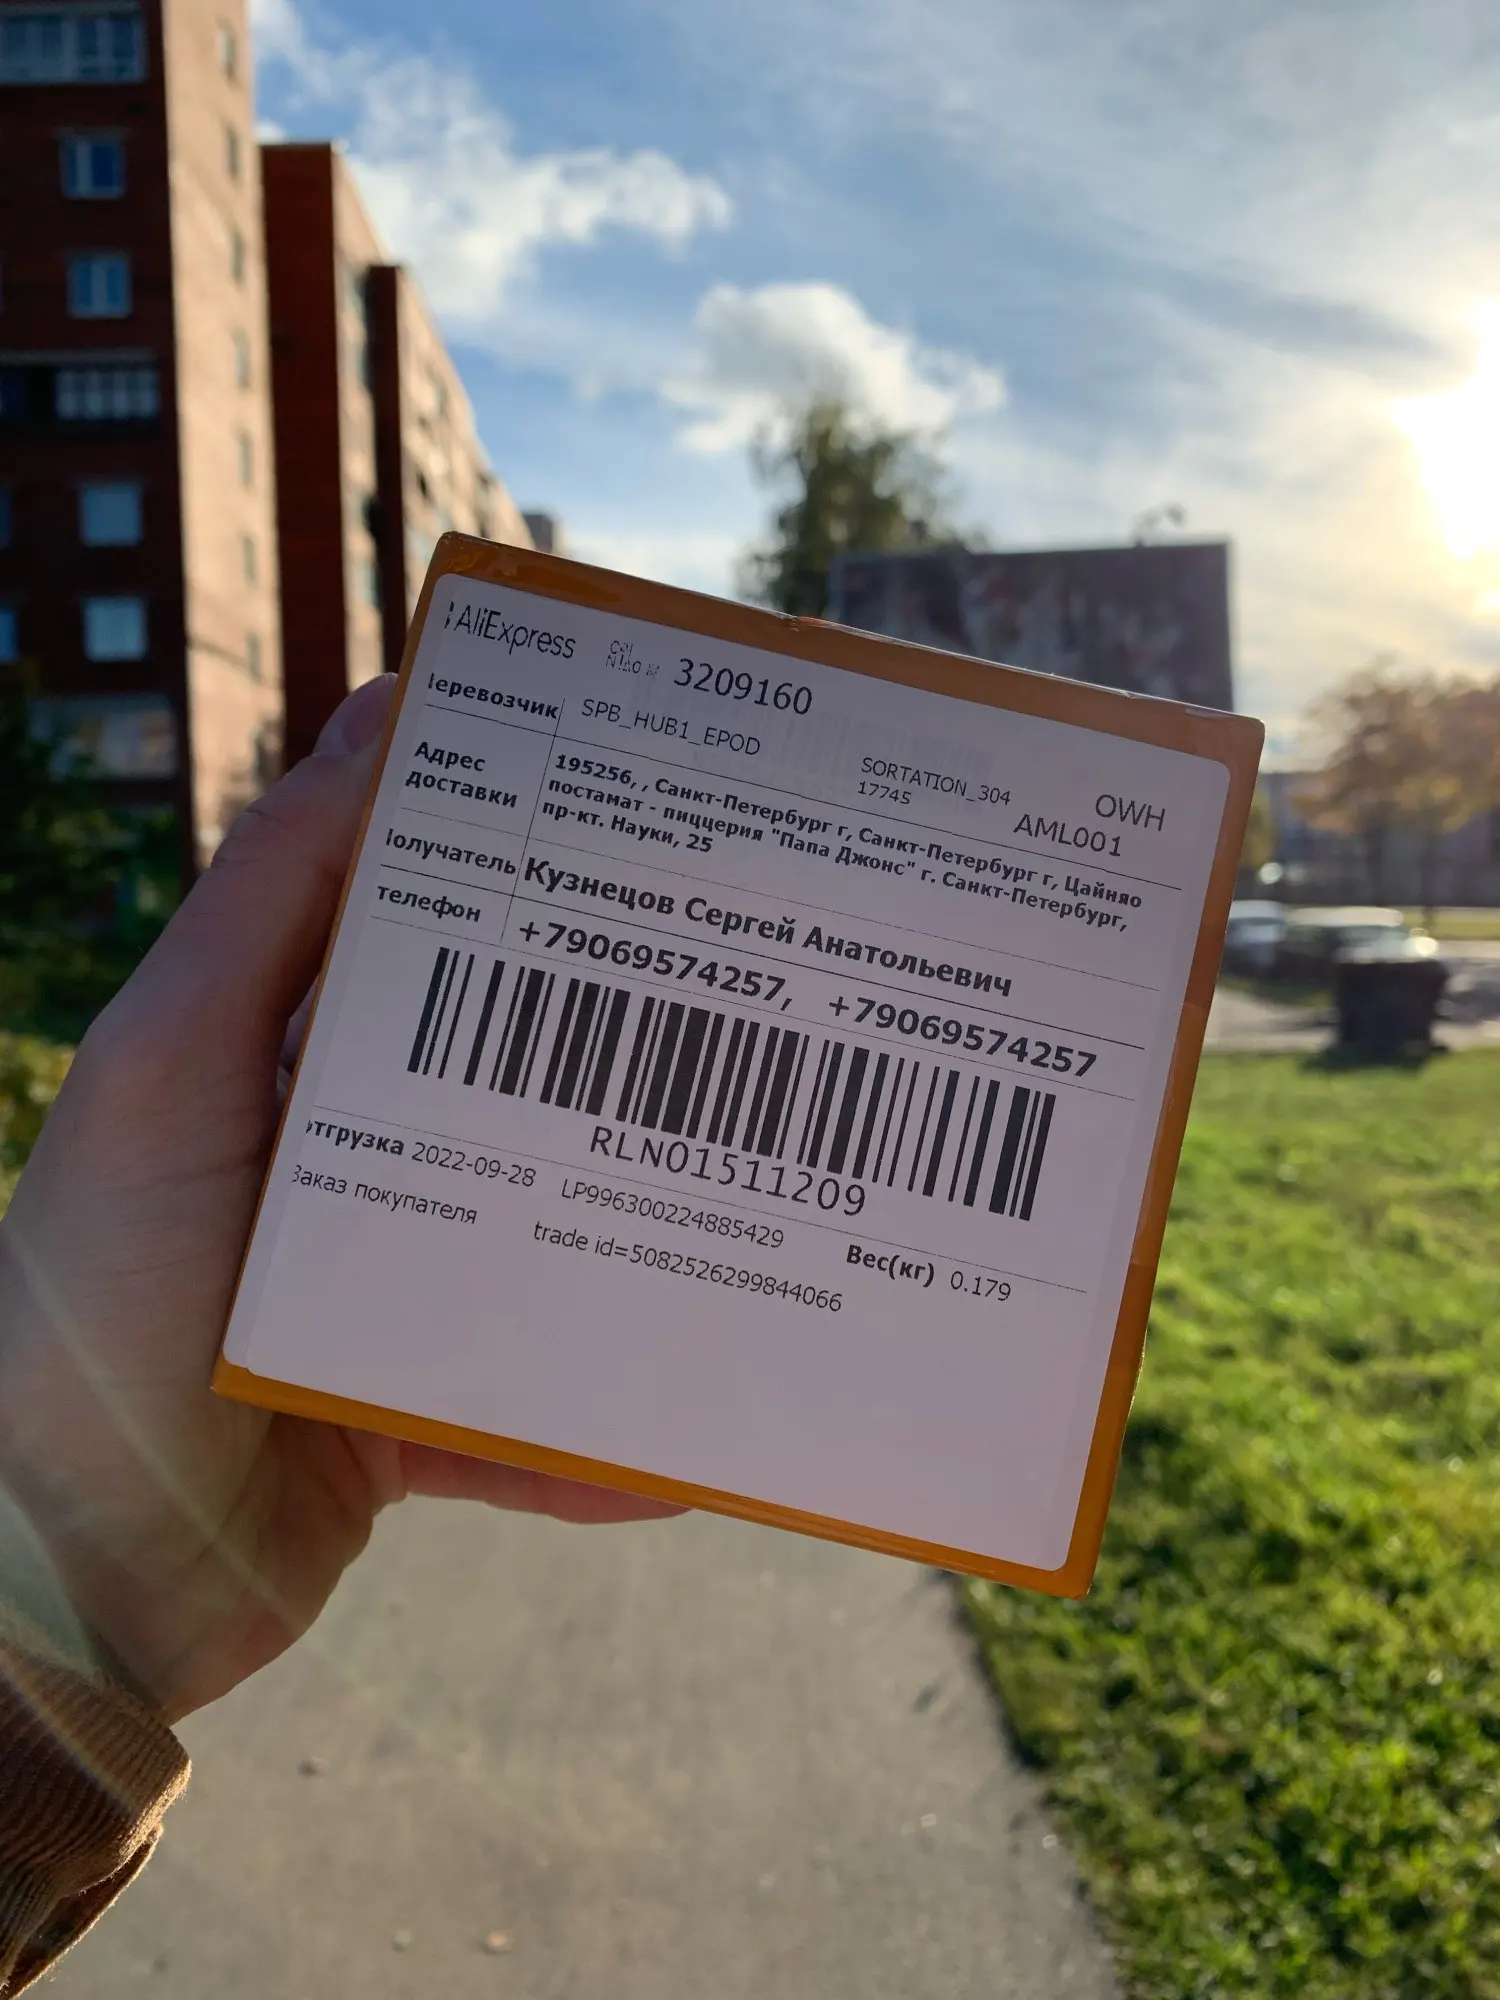 AliExpress 3209160
еревозчик SPB_HUB1_EPOD
SORTATION_304
17745
OWH
AML001
Адрес
доставки
195256, , Санкт-Петербург г, Санкт-Петербург г, Цайняо
постамат - пиццерия "Папа Джонс" г. Санкт-Петербург,
пр-кт. Науки, 25
олучатель Кузнецов Сергей Анатольевич
телефон +79069574257, +79069574257
RLN01511209
отгрузка 2022-09-28 LP996300224885429 Вес(кг) 0.179
Заказ покупателя trade id=5082526299844066